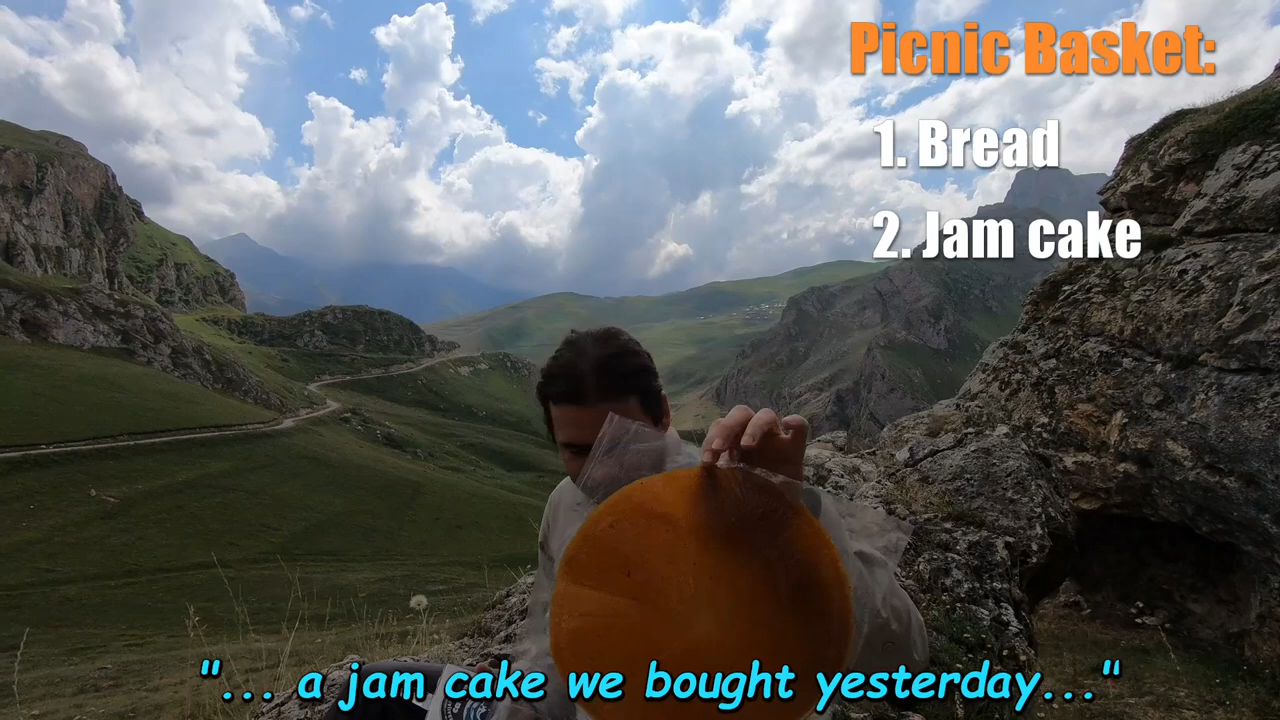 Picnic Basket:
1. Bread
2. Jam cake
"... a jam cake we bought yesterday..."